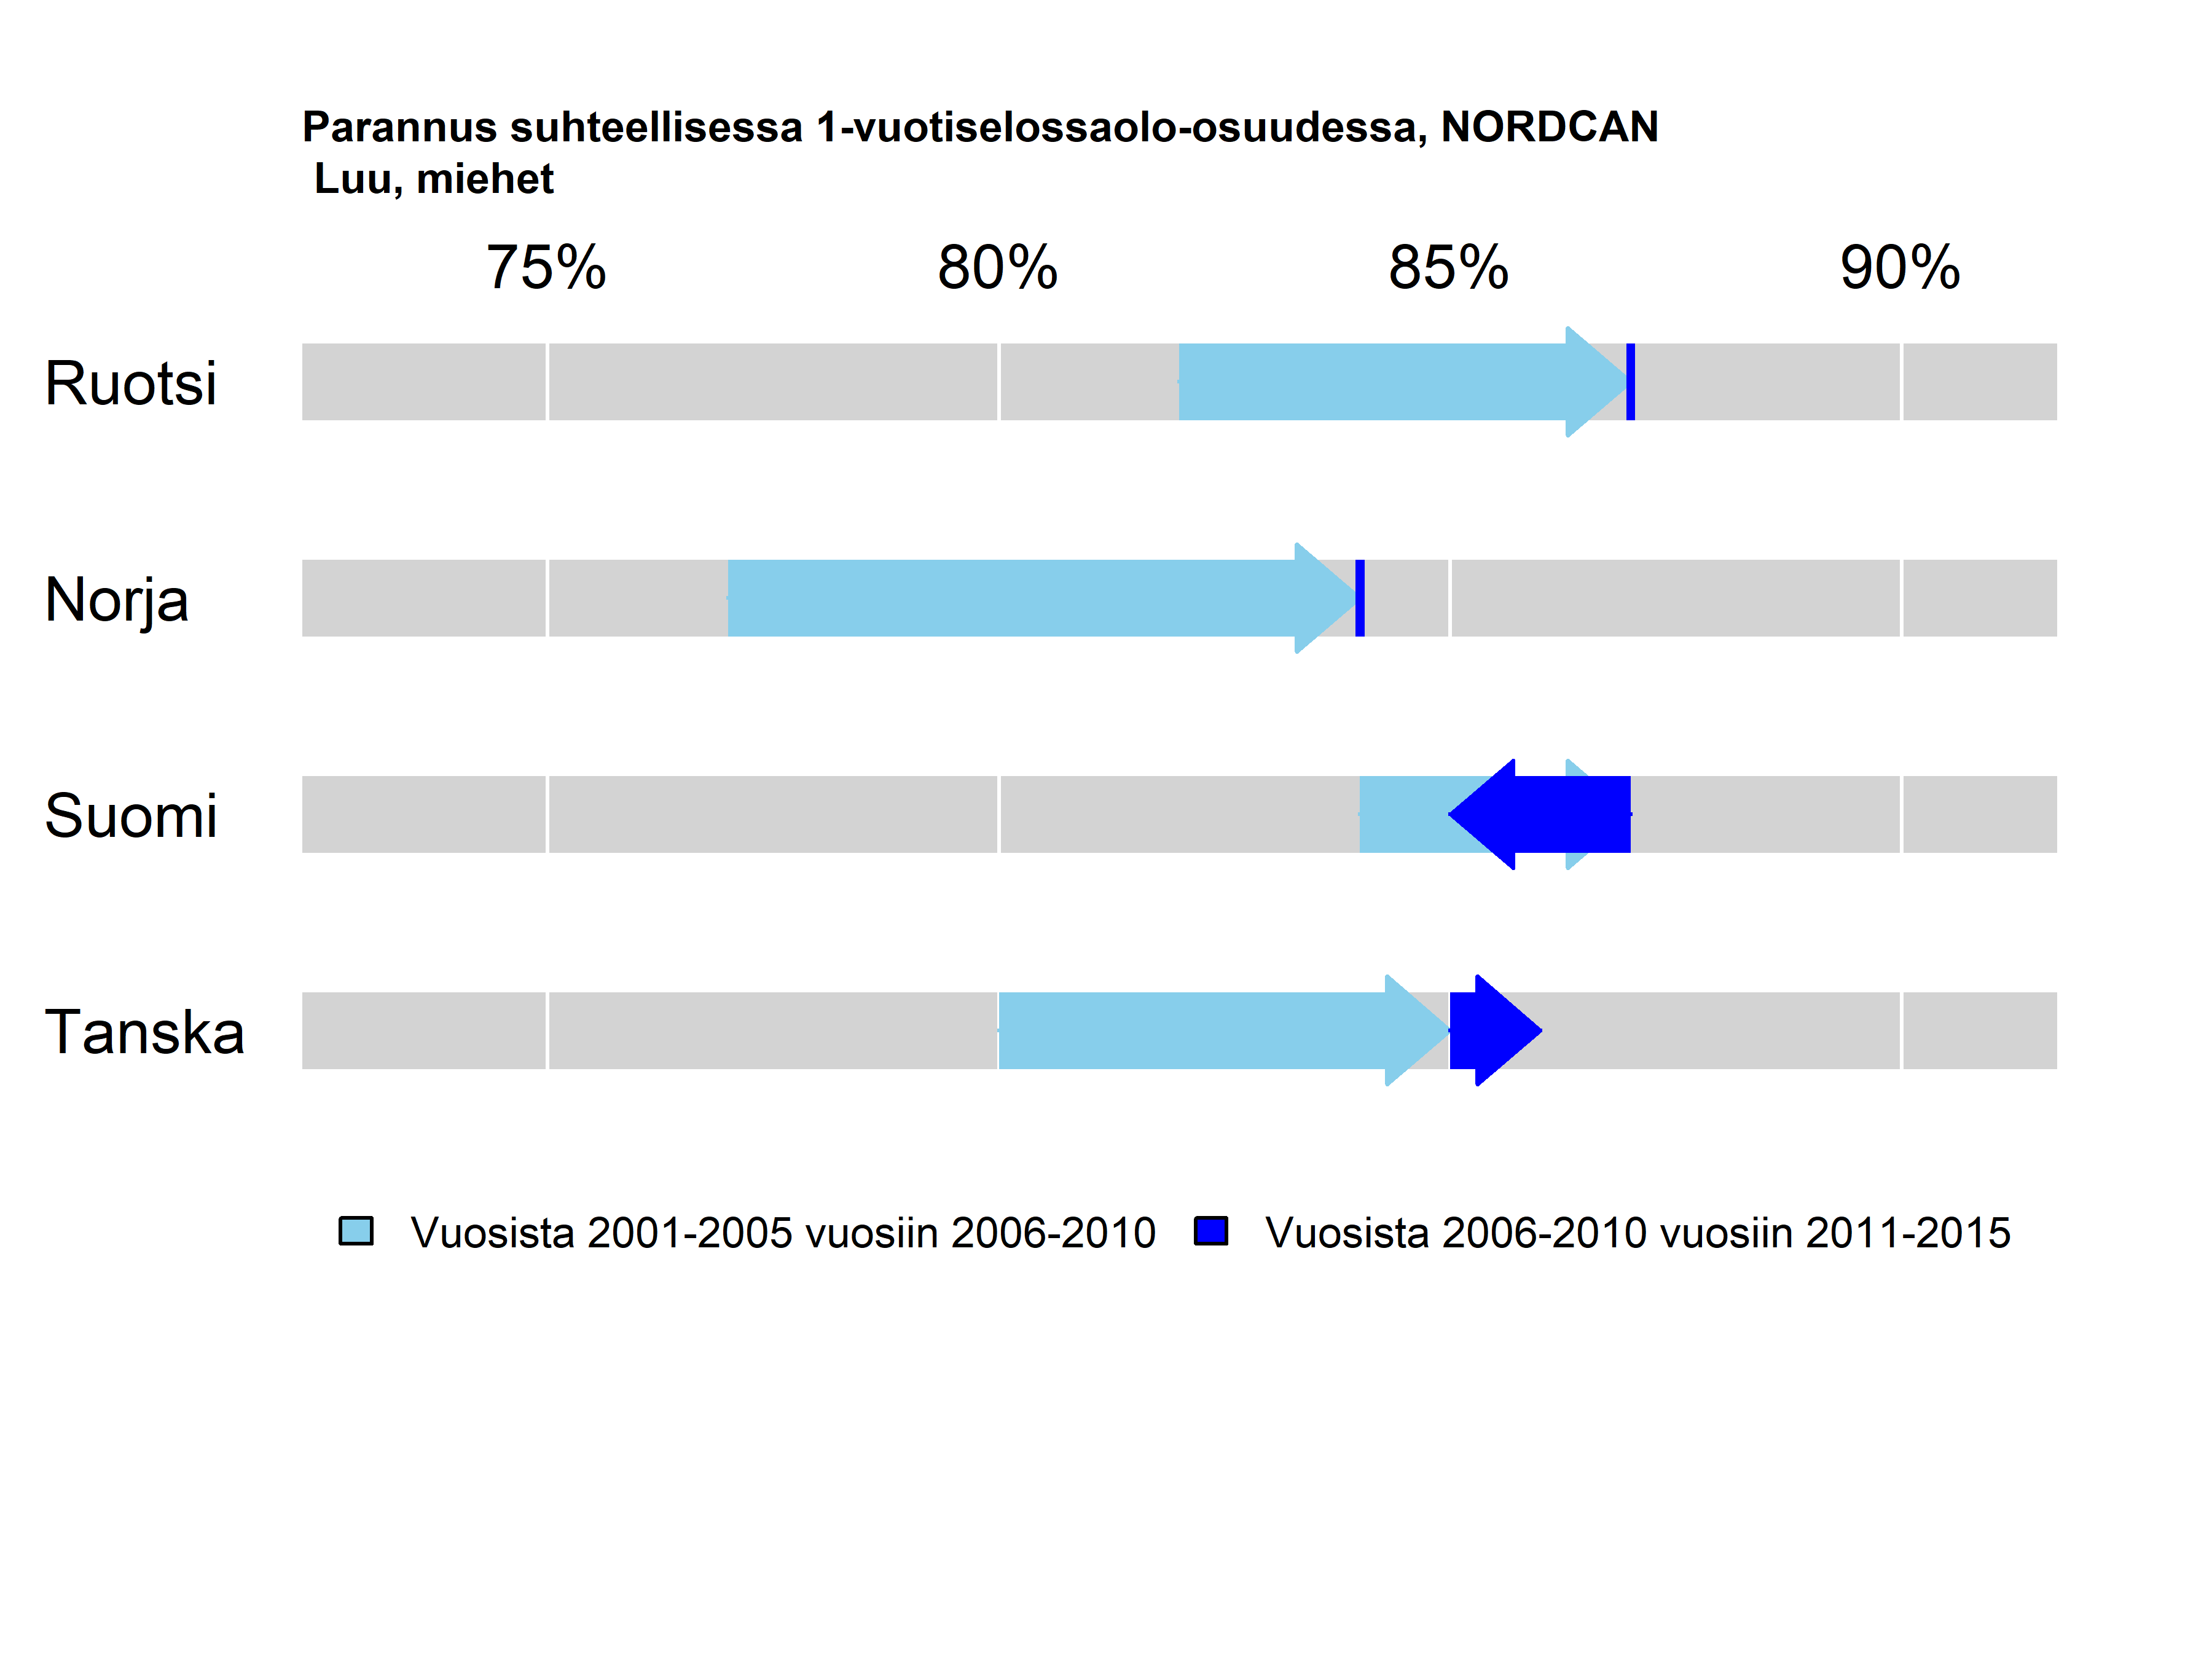 Parannus suhteellisessa 1-vuotiselossaolo-osuudessa, NORDCAN
Luu, miehet
75% 80% 85% 90%
Ruotsi
Norja
Suomi
Tanska
Vuosista 2001-2005 vuosiin 2006-2010 Vuosista 2006-2010 vuosiin 2011-2015